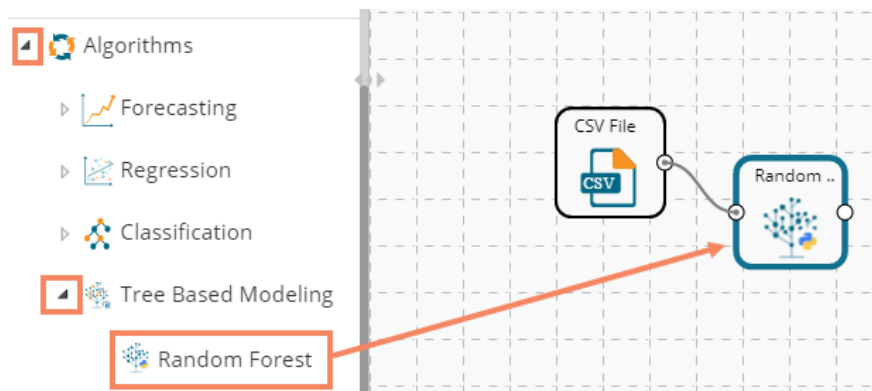 Algorithms
Forecasting
Regression
Classification
Tree Based Modeling
Random Forest
CSV File
CSV
Random ..